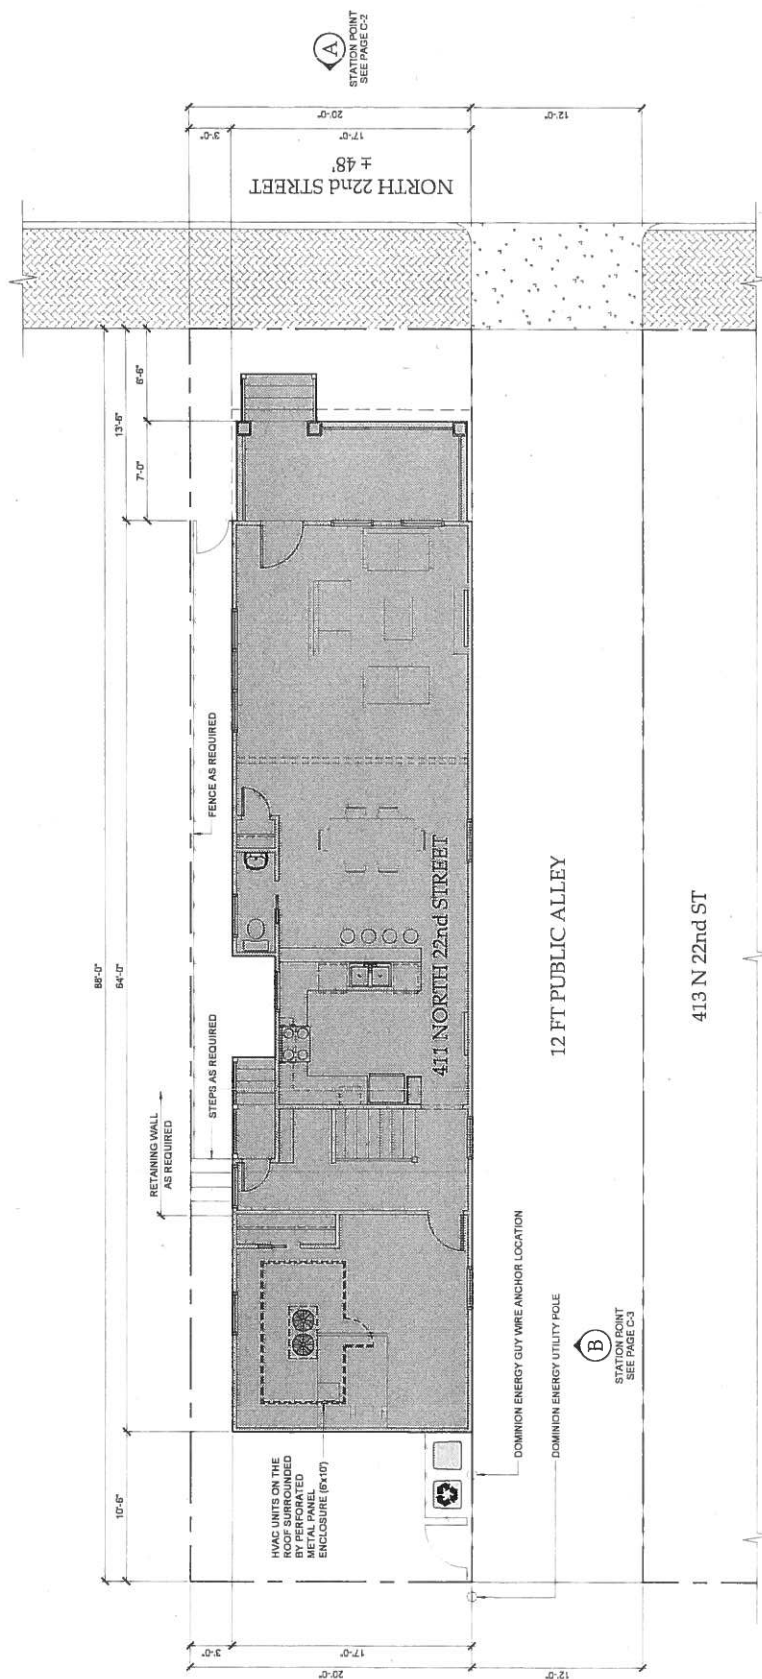 A
STATION POINT
SEE PAGE C-2
20'-0"
12'-0"
3'-0"
17'-0"
NORTH 22nd STREET
± 48'
88'-0"
13'-6"
6'-6"
7'-0"
64'-0"
10'-6"
FENCE AS REQUIRED
STEPS AS REQUIRED
RETAINING WALL
AS REQUIRED
411 NORTH 22nd STREET
12 FT PUBLIC ALLEY
413 N 22nd ST
HVAC UNITS ON THE
ROOF SURROUNDED
BY PERFORATED
METAL PANEL
ENCLOSURE (6'x10')
DOMINION ENERGY GUY WIRE ANCHOR LOCATION
DOMINION ENERGY UTILITY POLE
B
STATION POINT
SEE PAGE C-3
3'-0"
17'-0"
20'-0"
12'-0"